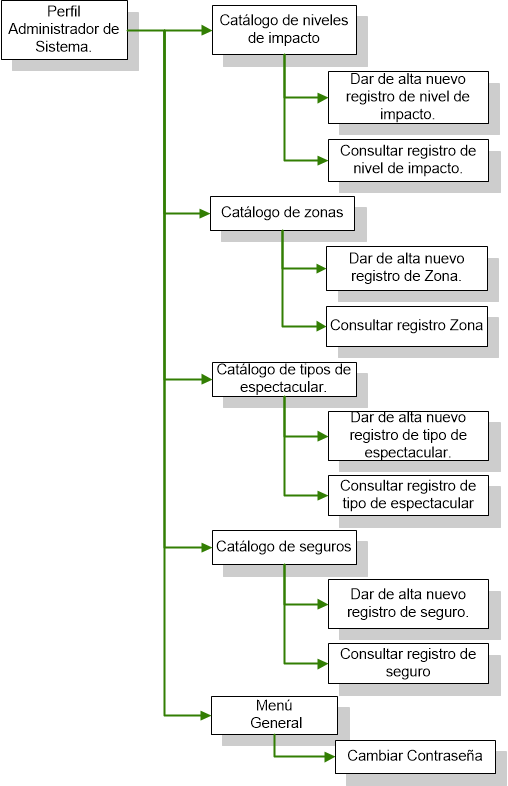 Perfil
Administrador de
Sistema.
Catálogo de niveles
de impacto
Dar de alta nuevo
registro de nivel de
impacto.
Consultar registro de
nivel de impacto.
Catálogo de zonas
Dar de alta nuevo
registro de Zona.
Consultar registro Zona
Catálogo de tipos de
espectacular.
Dar de alta nuevo
registro de tipo de
espectacular.
Consultar registro de
tipo de espectacular
Catálogo de seguros
Dar de alta nuevo
registro de seguro.
Consultar registro de
seguro
Menú
General
Cambiar Contraseña